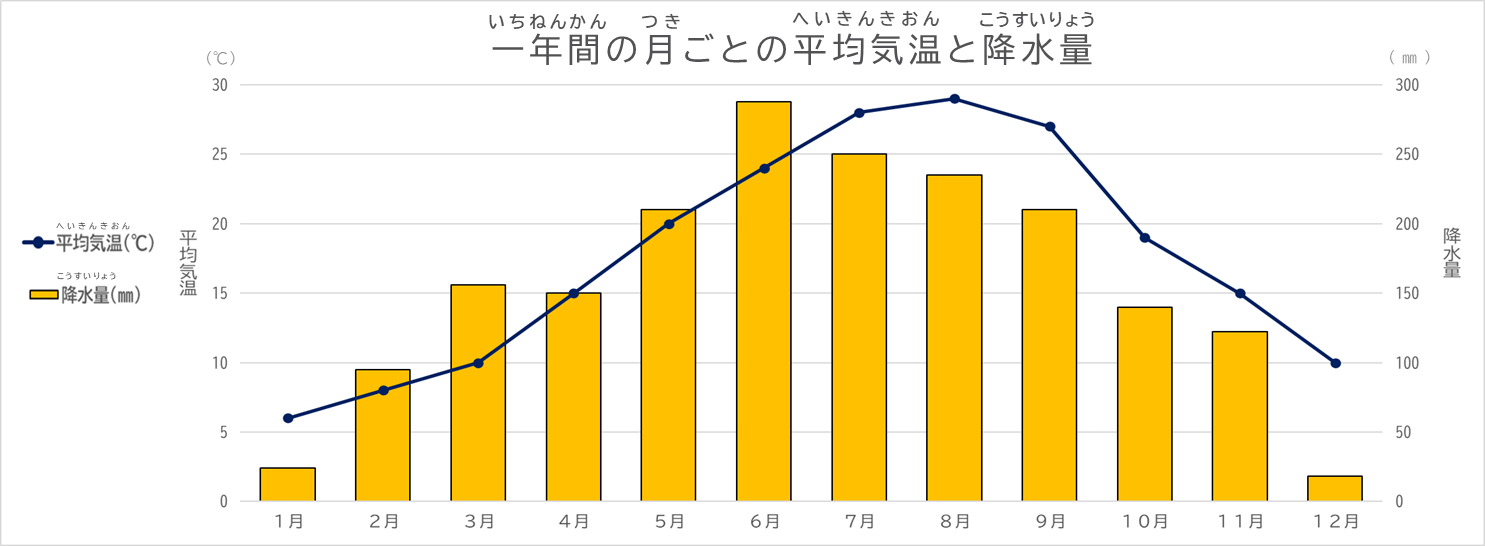 いちねんかん　つき　へいきんきおん　こうすいりょう
一年間の月ごとの平均気温と降水量
（℃）
（ ㎜ ）
30
25
20
15
10
5
0
平均気温
へいきんきおん
平均気温(℃)
こうすいりょう
降水量(㎜)
300
250
200
150
100
50
0
降水量
１月 ２月 ３月 ４月 ５月 ６月 ７月 ８月 ９月 １０月 １１月 １２月